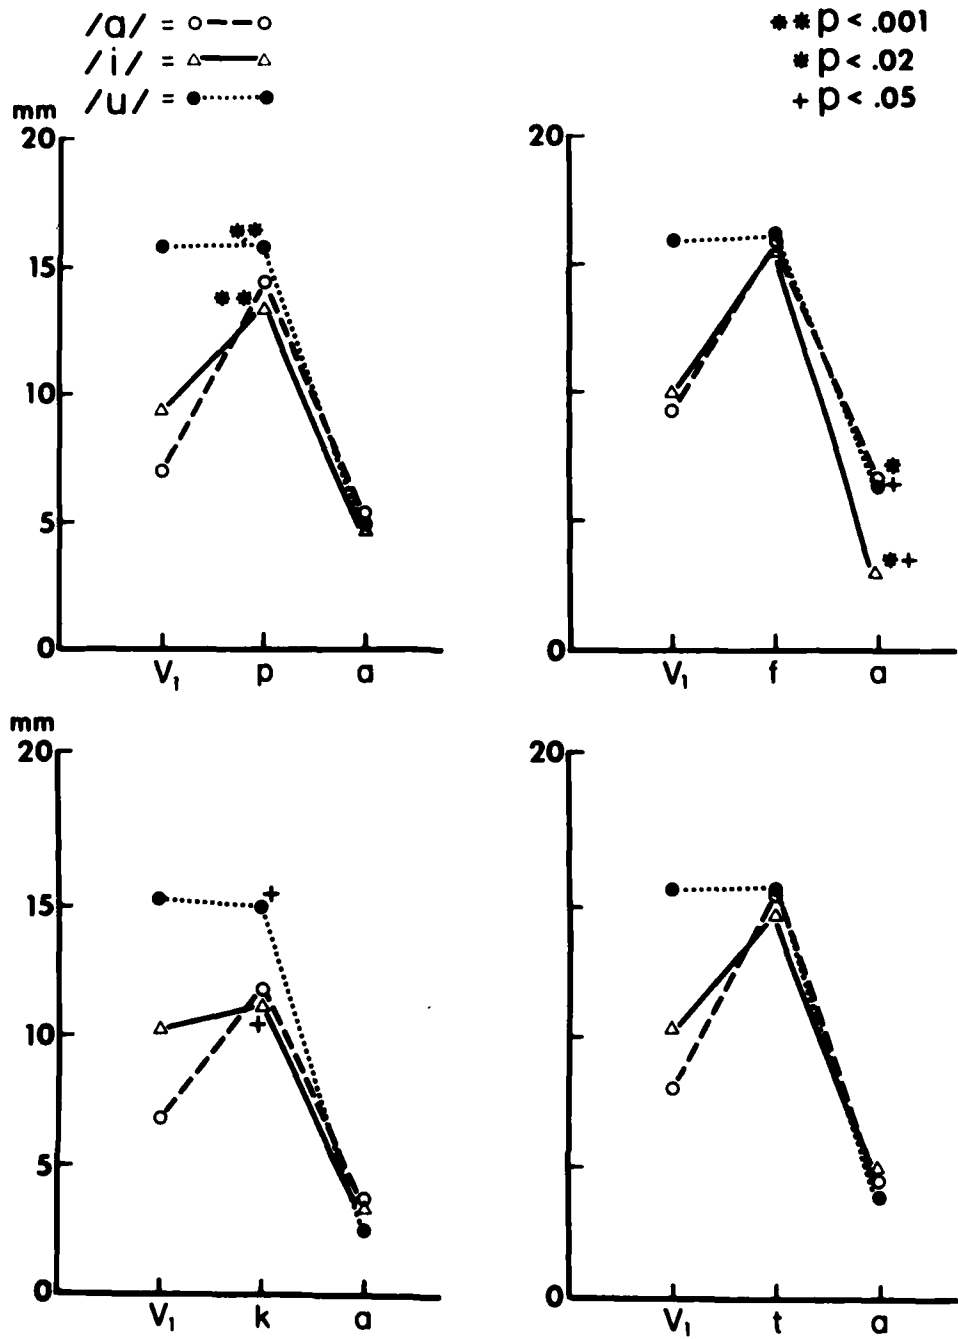 /a/ = o--o
/i/ = △—△
/u/ = ●······●
** p < .001
* p < .02
+ p < .05
mm
20
15
10
5
0
**
**
V₁ p a
20
0
*
+
*+
V₁ f a
mm
20
15
10
5
0
+
+
V₁ k a
20
0
V₁ t a